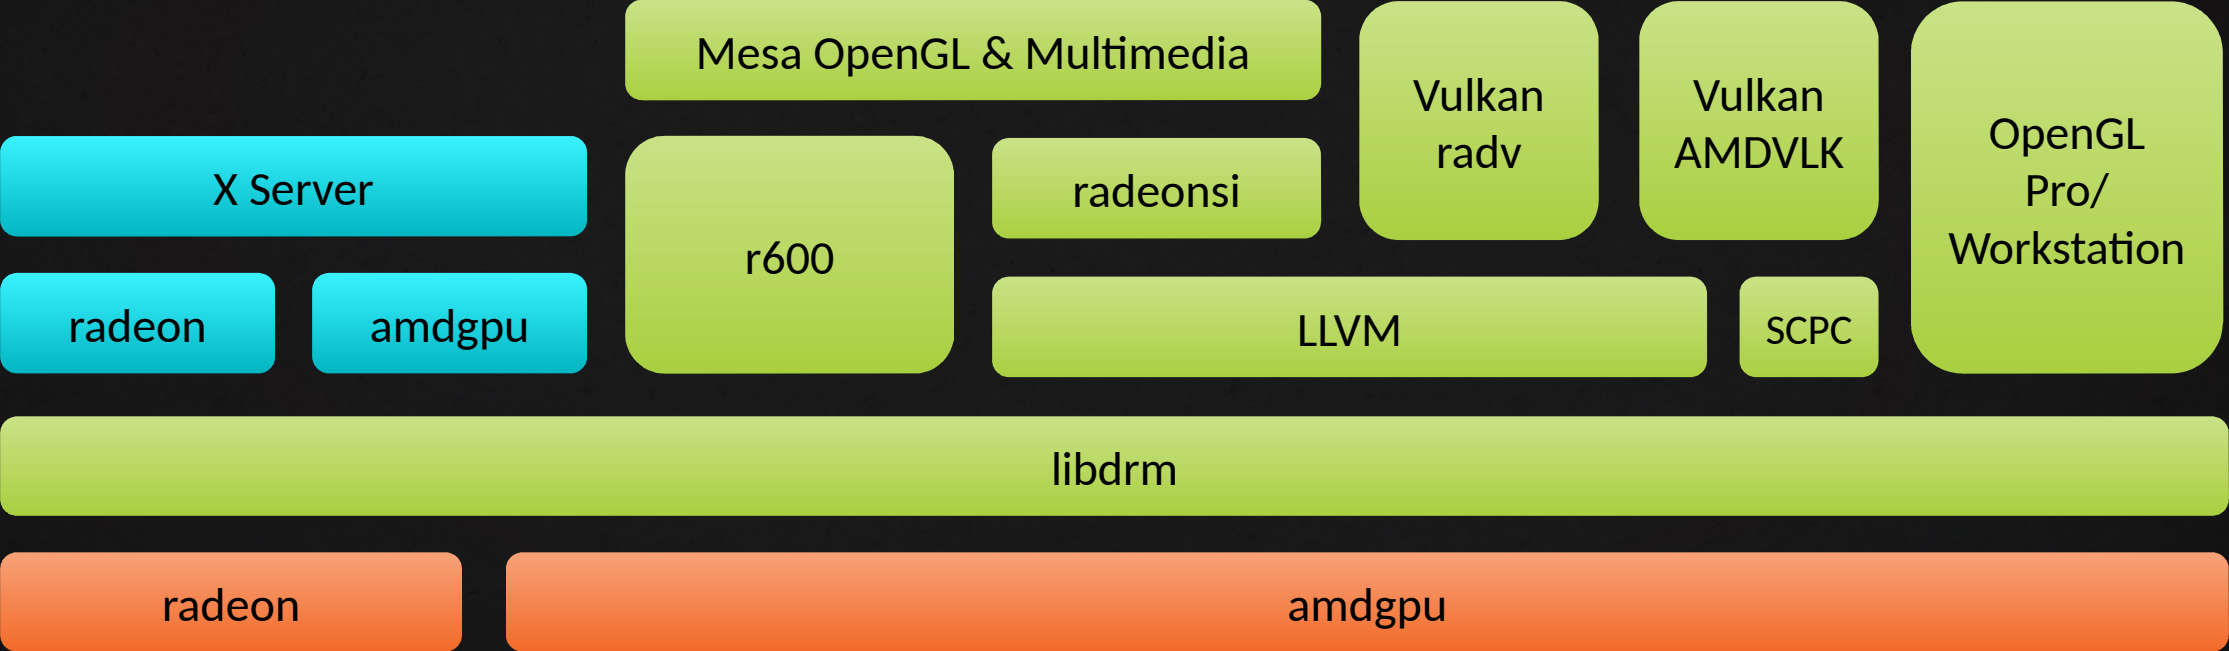 Mesa OpenGL & Multimedia
Vulkan
radv
Vulkan
AMDVLK
OpenGL
Pro/
Workstation
X Server
r600
radeonsi
radeon
amdgpu
LLVM
SCPC
libdrm
radeon
amdgpu